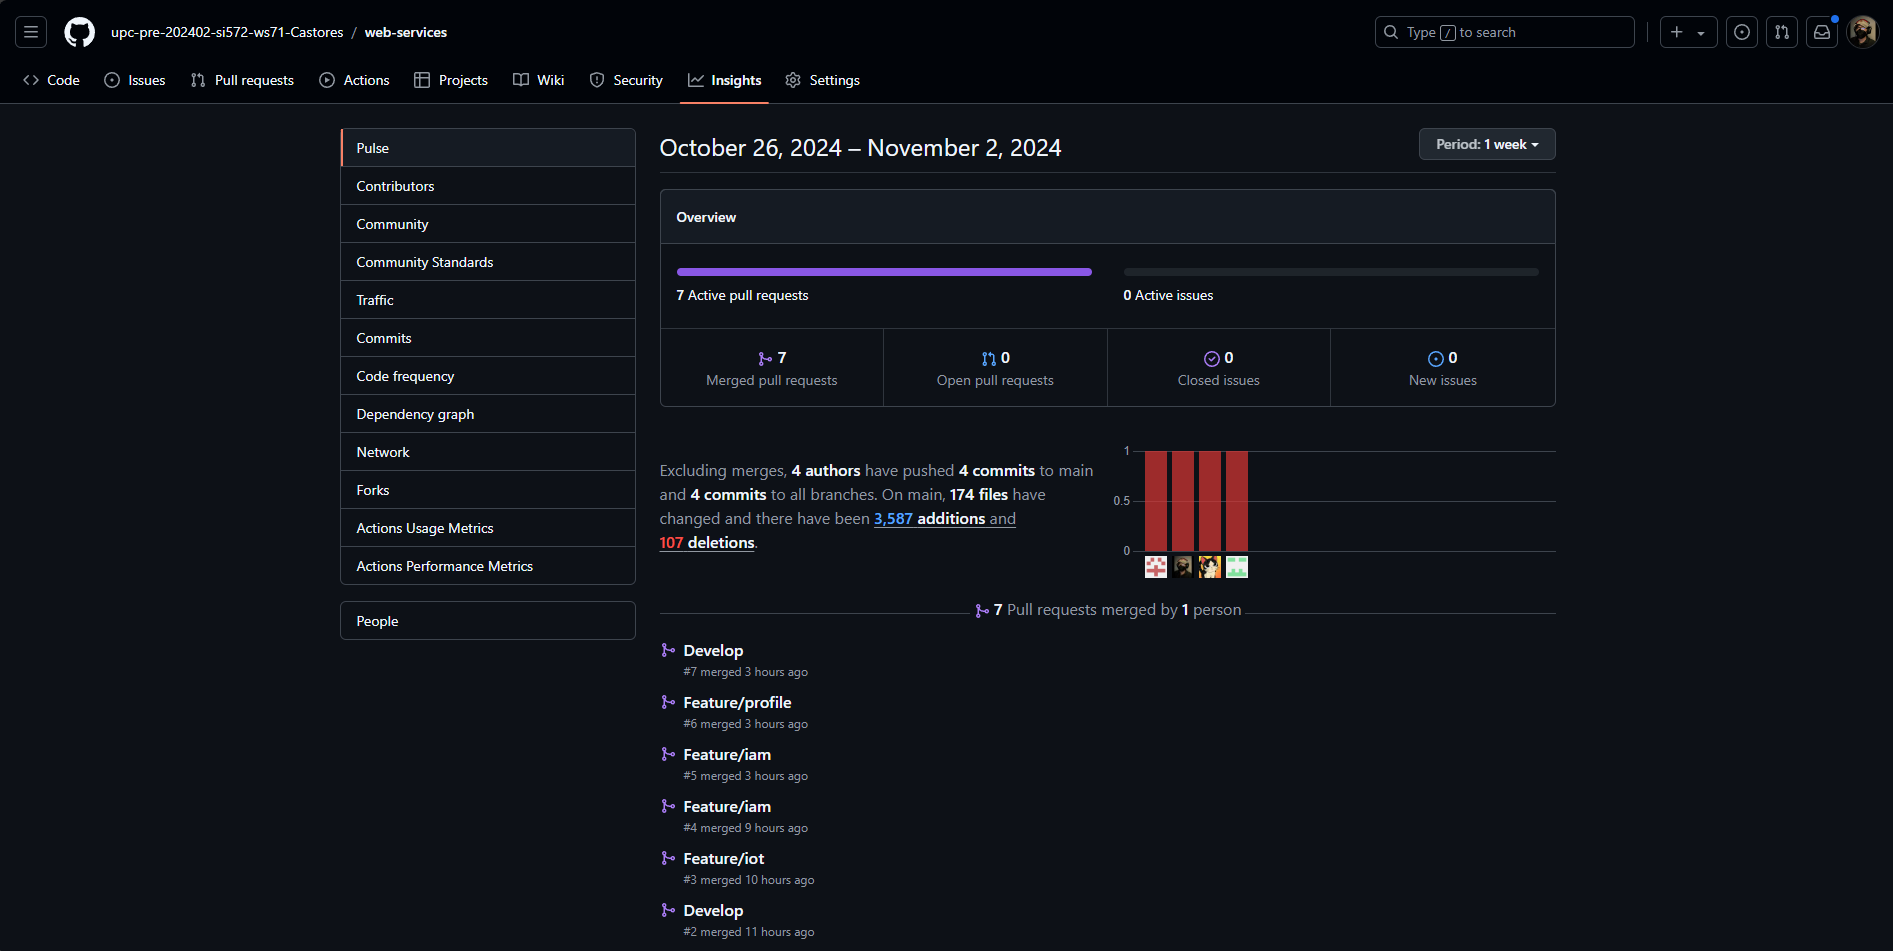 upc-pre-202402-si572-ws71-Castores / web-services
Type / to search
Code
Issues
Pull requests
Actions
Projects
Wiki
Security
Insights
Settings
Pulse
Contributors
Community
Community Standards
Traffic
Commits
Code frequency
Dependency graph
Network
Forks
Actions Usage Metrics
Actions Performance Metrics
People
October 26, 2024 – November 2, 2024
Period: 1 week
Overview
7 Active pull requests
0 Active issues
7
Merged pull requests
0
Open pull requests
0
Closed issues
0
New issues
Excluding merges, 4 authors have pushed 4 commits to main
and 4 commits to all branches. On main, 174 files have
changed and there have been 3,587 additions and
107 deletions.
1
0.5
0
7 Pull requests merged by 1 person
Develop
#7 merged 3 hours ago
Feature/profile
#6 merged 3 hours ago
Feature/iam
#5 merged 3 hours ago
Feature/iam
#4 merged 9 hours ago
Feature/iot
#3 merged 10 hours ago
Develop
#2 merged 11 hours ago